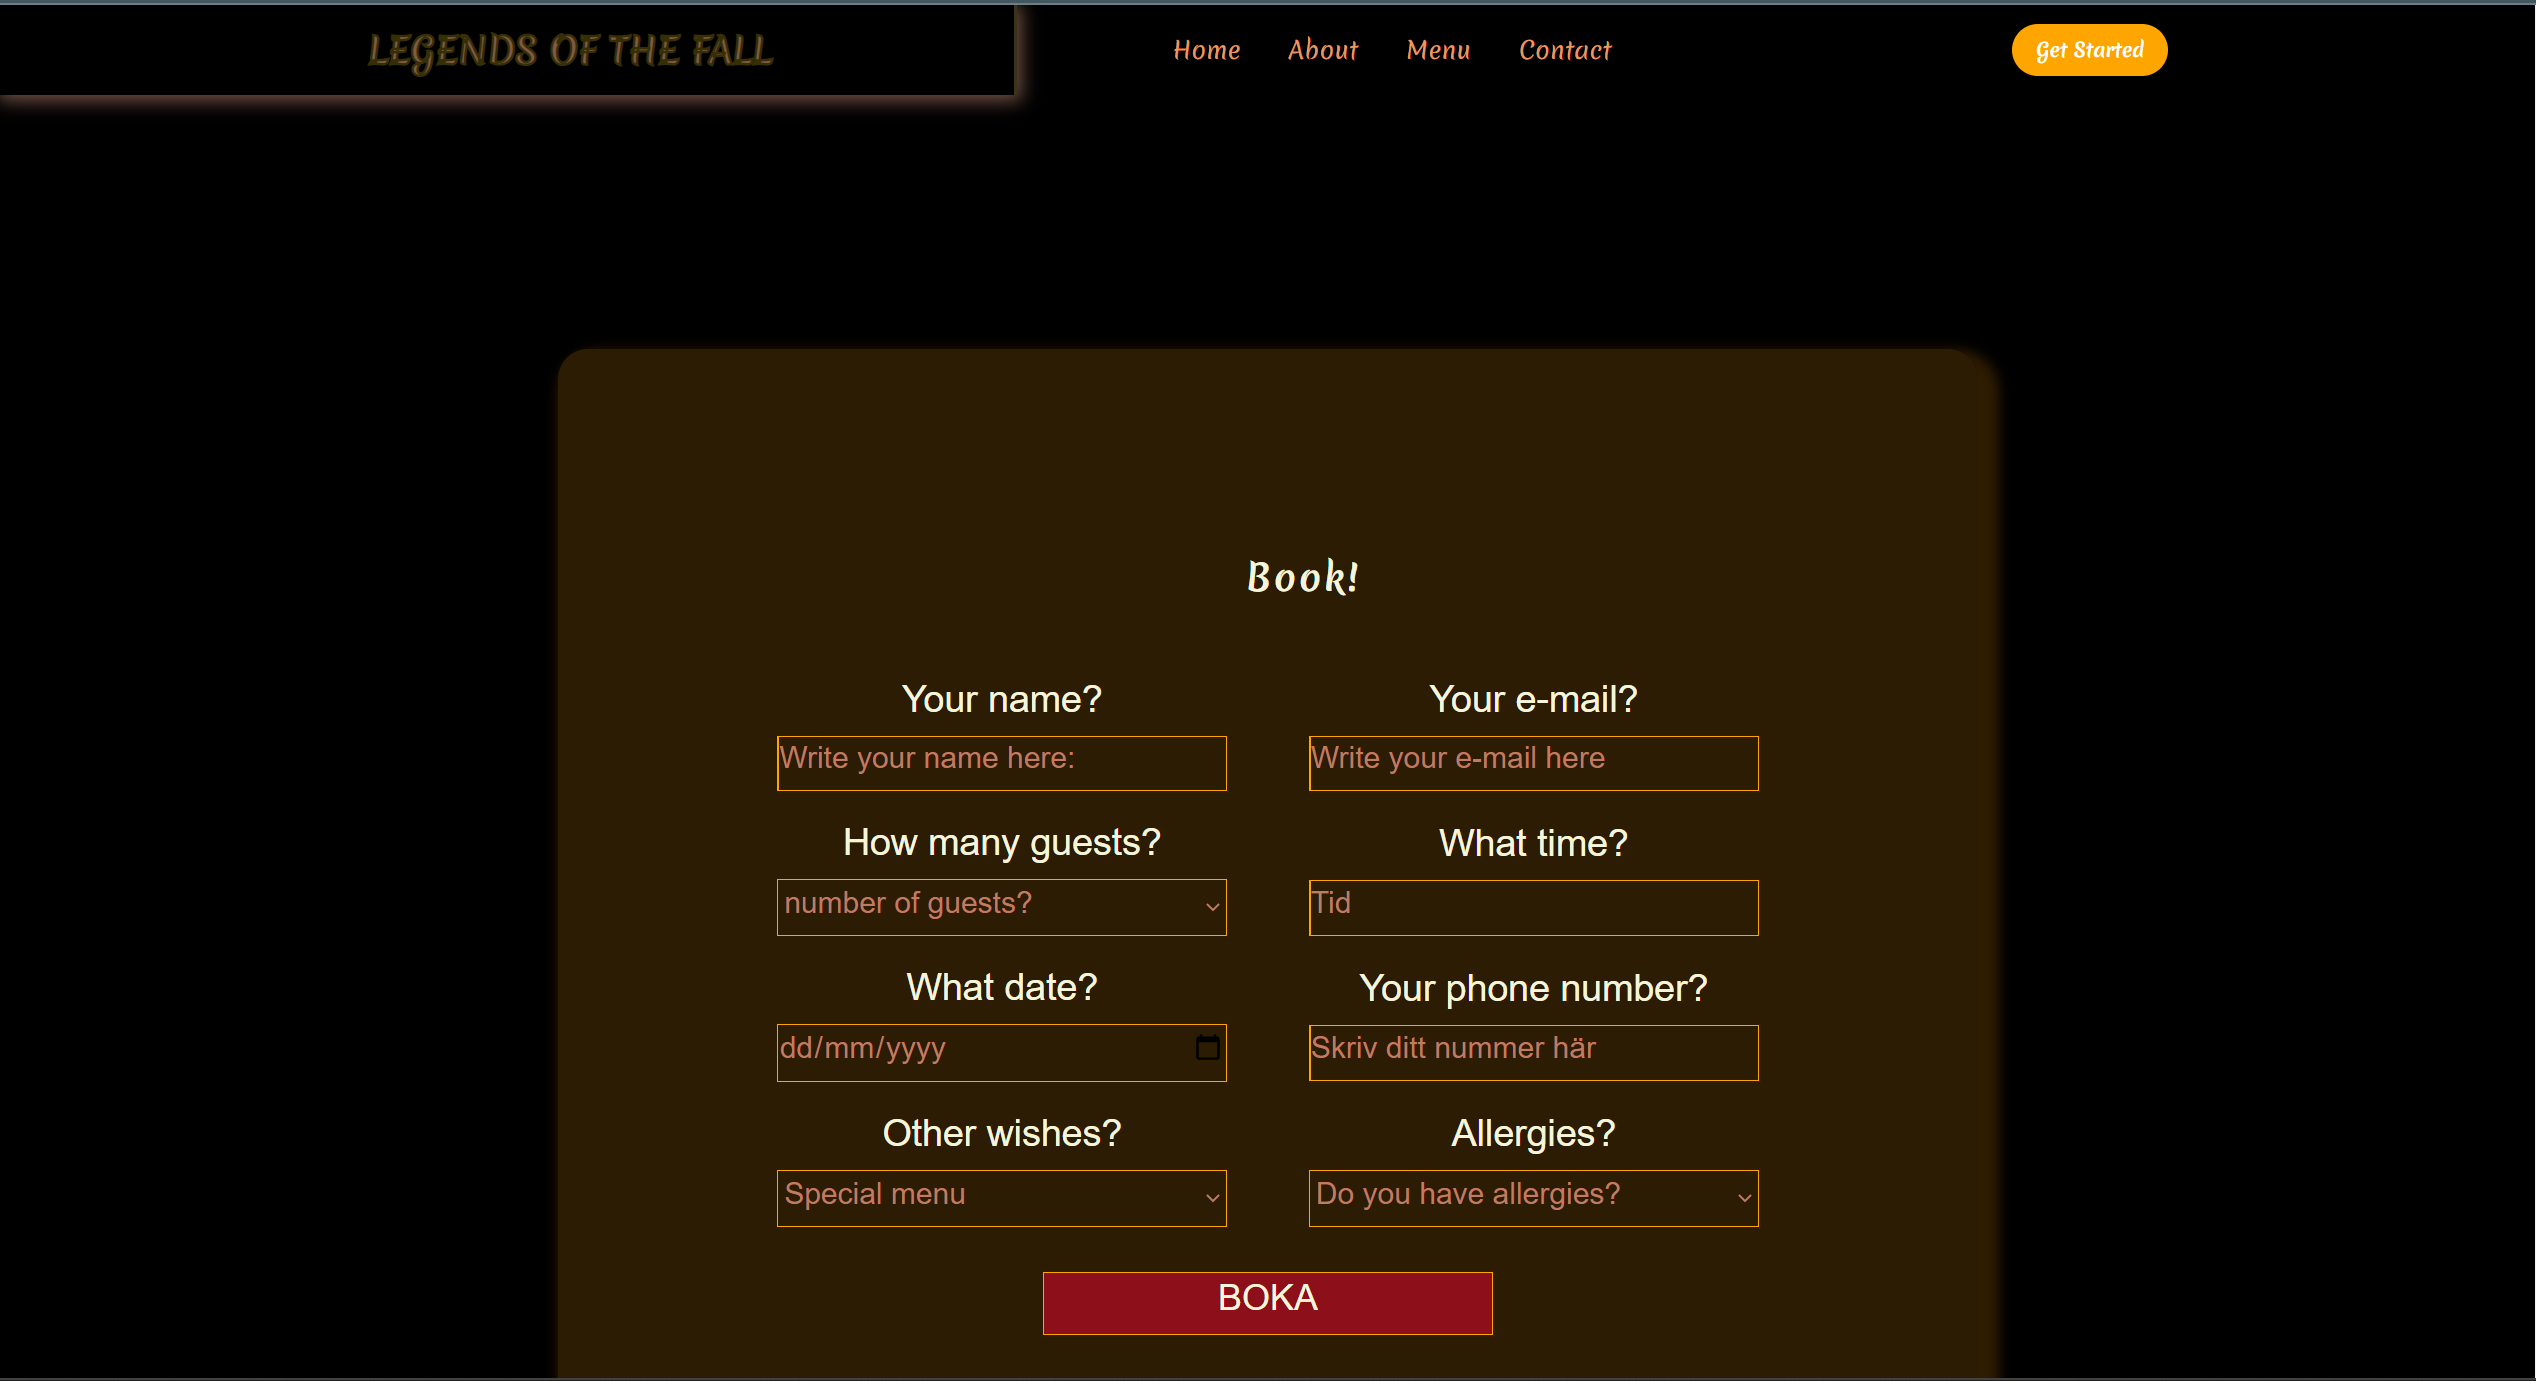 LEGENDS OF THE FALL
Home About Menu Contact
Get Started
Book!
Your name? Your e-mail?
Write your name here: Write your e-mail here
How many guests? What time?
number of guests? Tid
What date? Your phone number?
dd/mm/yyyy Skriv ditt nummer här
Other wishes? Allergies?
Special menu Do you have allergies?
BOKA